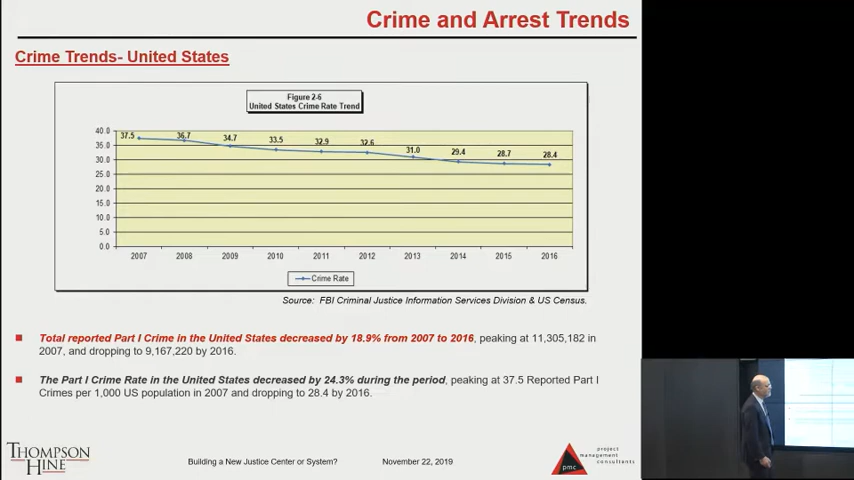 Crime and Arrest Trends
Crime Trends- United States
Figure 2-6
United States Crime Rate Trend
40.0
35.0
30.0
25.0
20.0
15.0
10.0
5.0
0.0
37.5
36.7
34.7
33.5
32.9
32.6
31.0
29.4
28.7
28.4
2007 2008 2009 2010 2011 2012 2013 2014 2015 2016
Crime Rate
Source: FBI Criminal Justice Information Services Division & US Census.
Total reported Part I Crime in the United States decreased by 18.9% from 2007 to 2016, peaking at 11,305,182 in
2007, and dropping to 9,167,220 by 2016.
The Part I Crime Rate in the United States decreased by 24.3% during the period, peaking at 37.5 Reported Part I
Crimes per 1,000 US population in 2007 and dropping to 28.4 by 2016.
THOMPSON
HINE
Building a New Justice Center or System? November 22, 2019
pmc
project
management
consultants